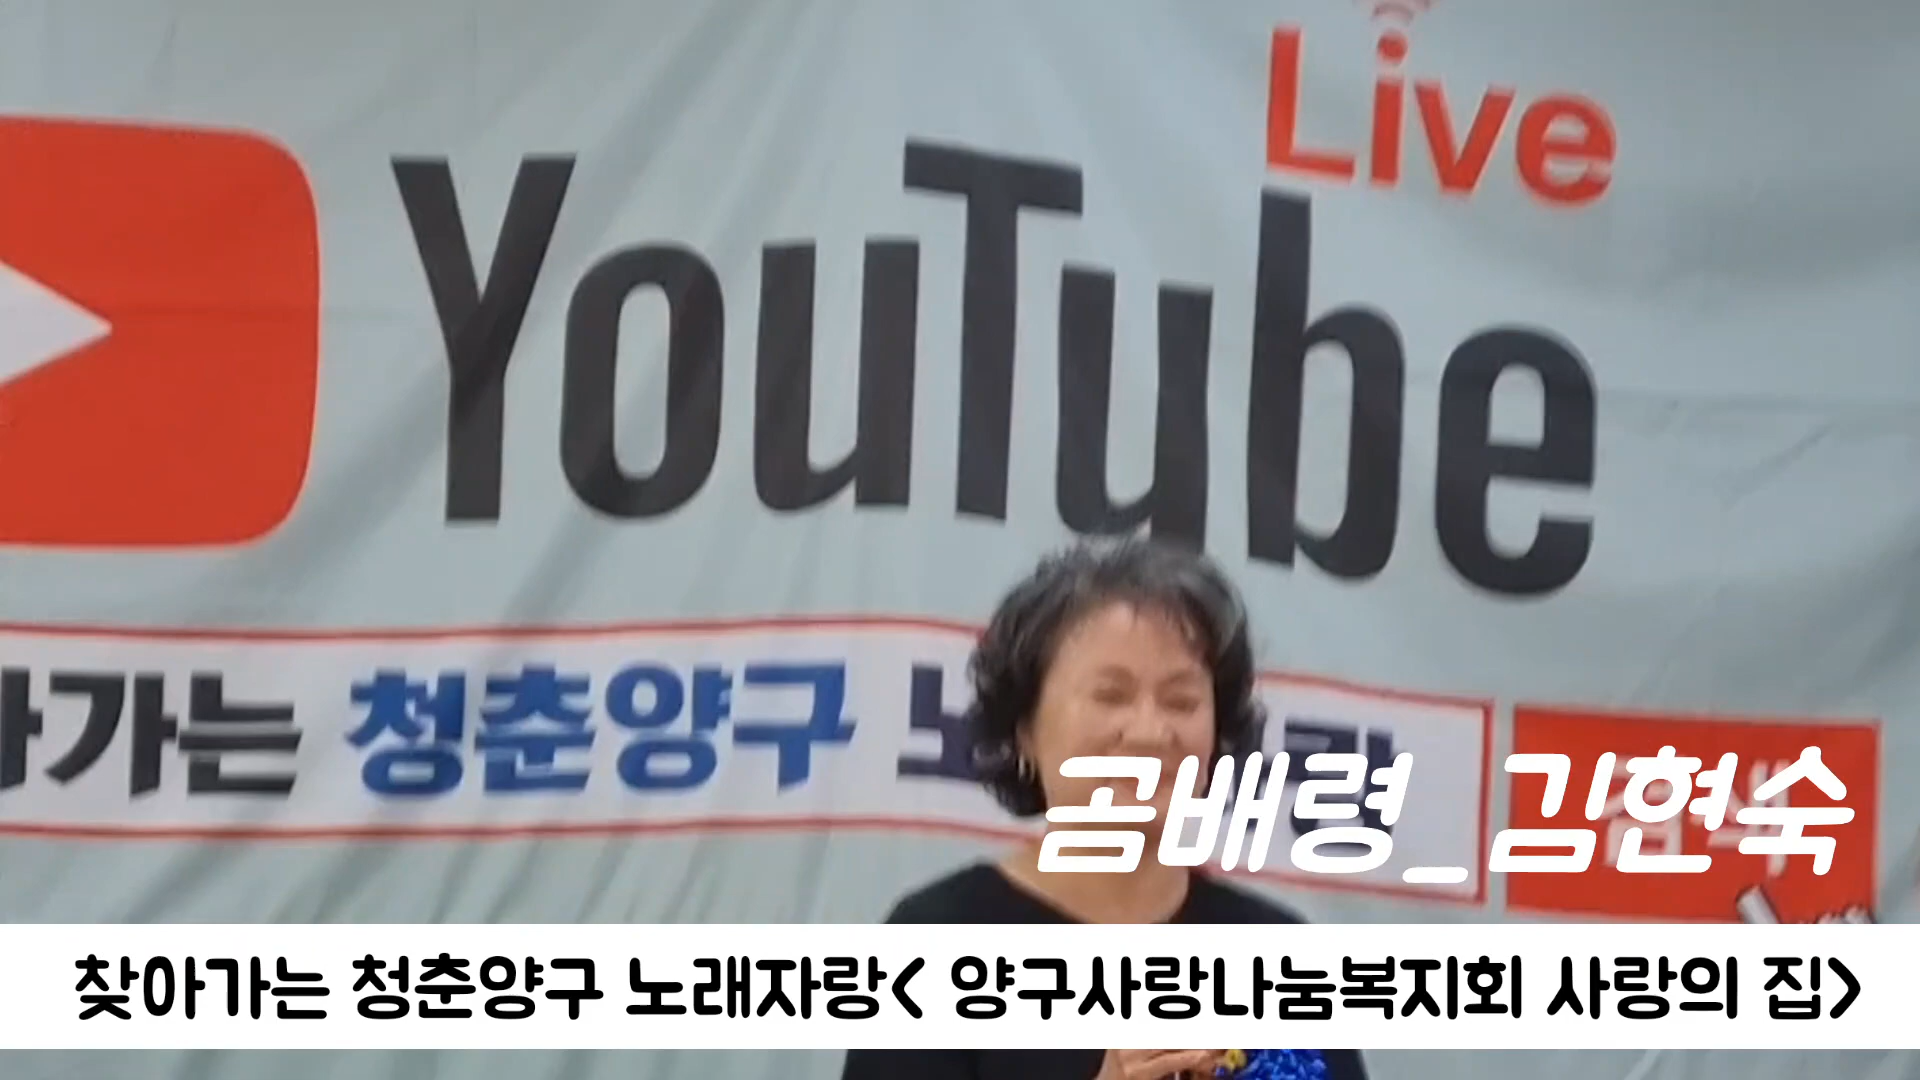 Live
YouTube
가는 청춘양구
곰배령_김현숙
찾아가는 청춘양구 노래자랑< 양구사랑나눔복지회 사랑의 집>